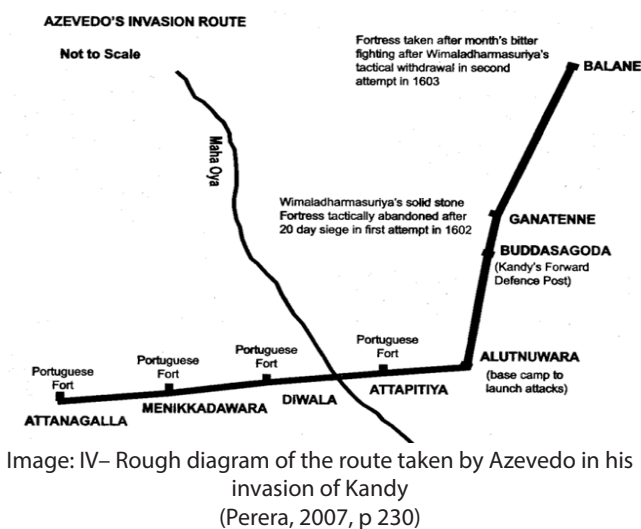 AZEVEDO'S INVASION ROUTE
Not to Scale
Fortress taken after month's bitter
fighting after Wimaladharmasuriya's
tactical withdrawal in second
attempt in 1603
BALANE
Maha Oya
Wimaladharmasuriya's solid stone
Fortress tactically abandoned after
20 day siege in first attempt in 1602
GANATENNE
BUDDASAGODA
(Kandy's Forward
Defence Post)
Portuguese
Fort
ATTANAGALLA
Portuguese
Fort
MENIKKADAWARA
Portuguese
Fort
DIWALA
Portuguese
Fort
ATTAPITIYA
ALUTNUWARA
(base camp to
launch attacks)
Image: IV– Rough diagram of the route taken by Azevedo in his
invasion of Kandy
(Perera, 2007, p 230)